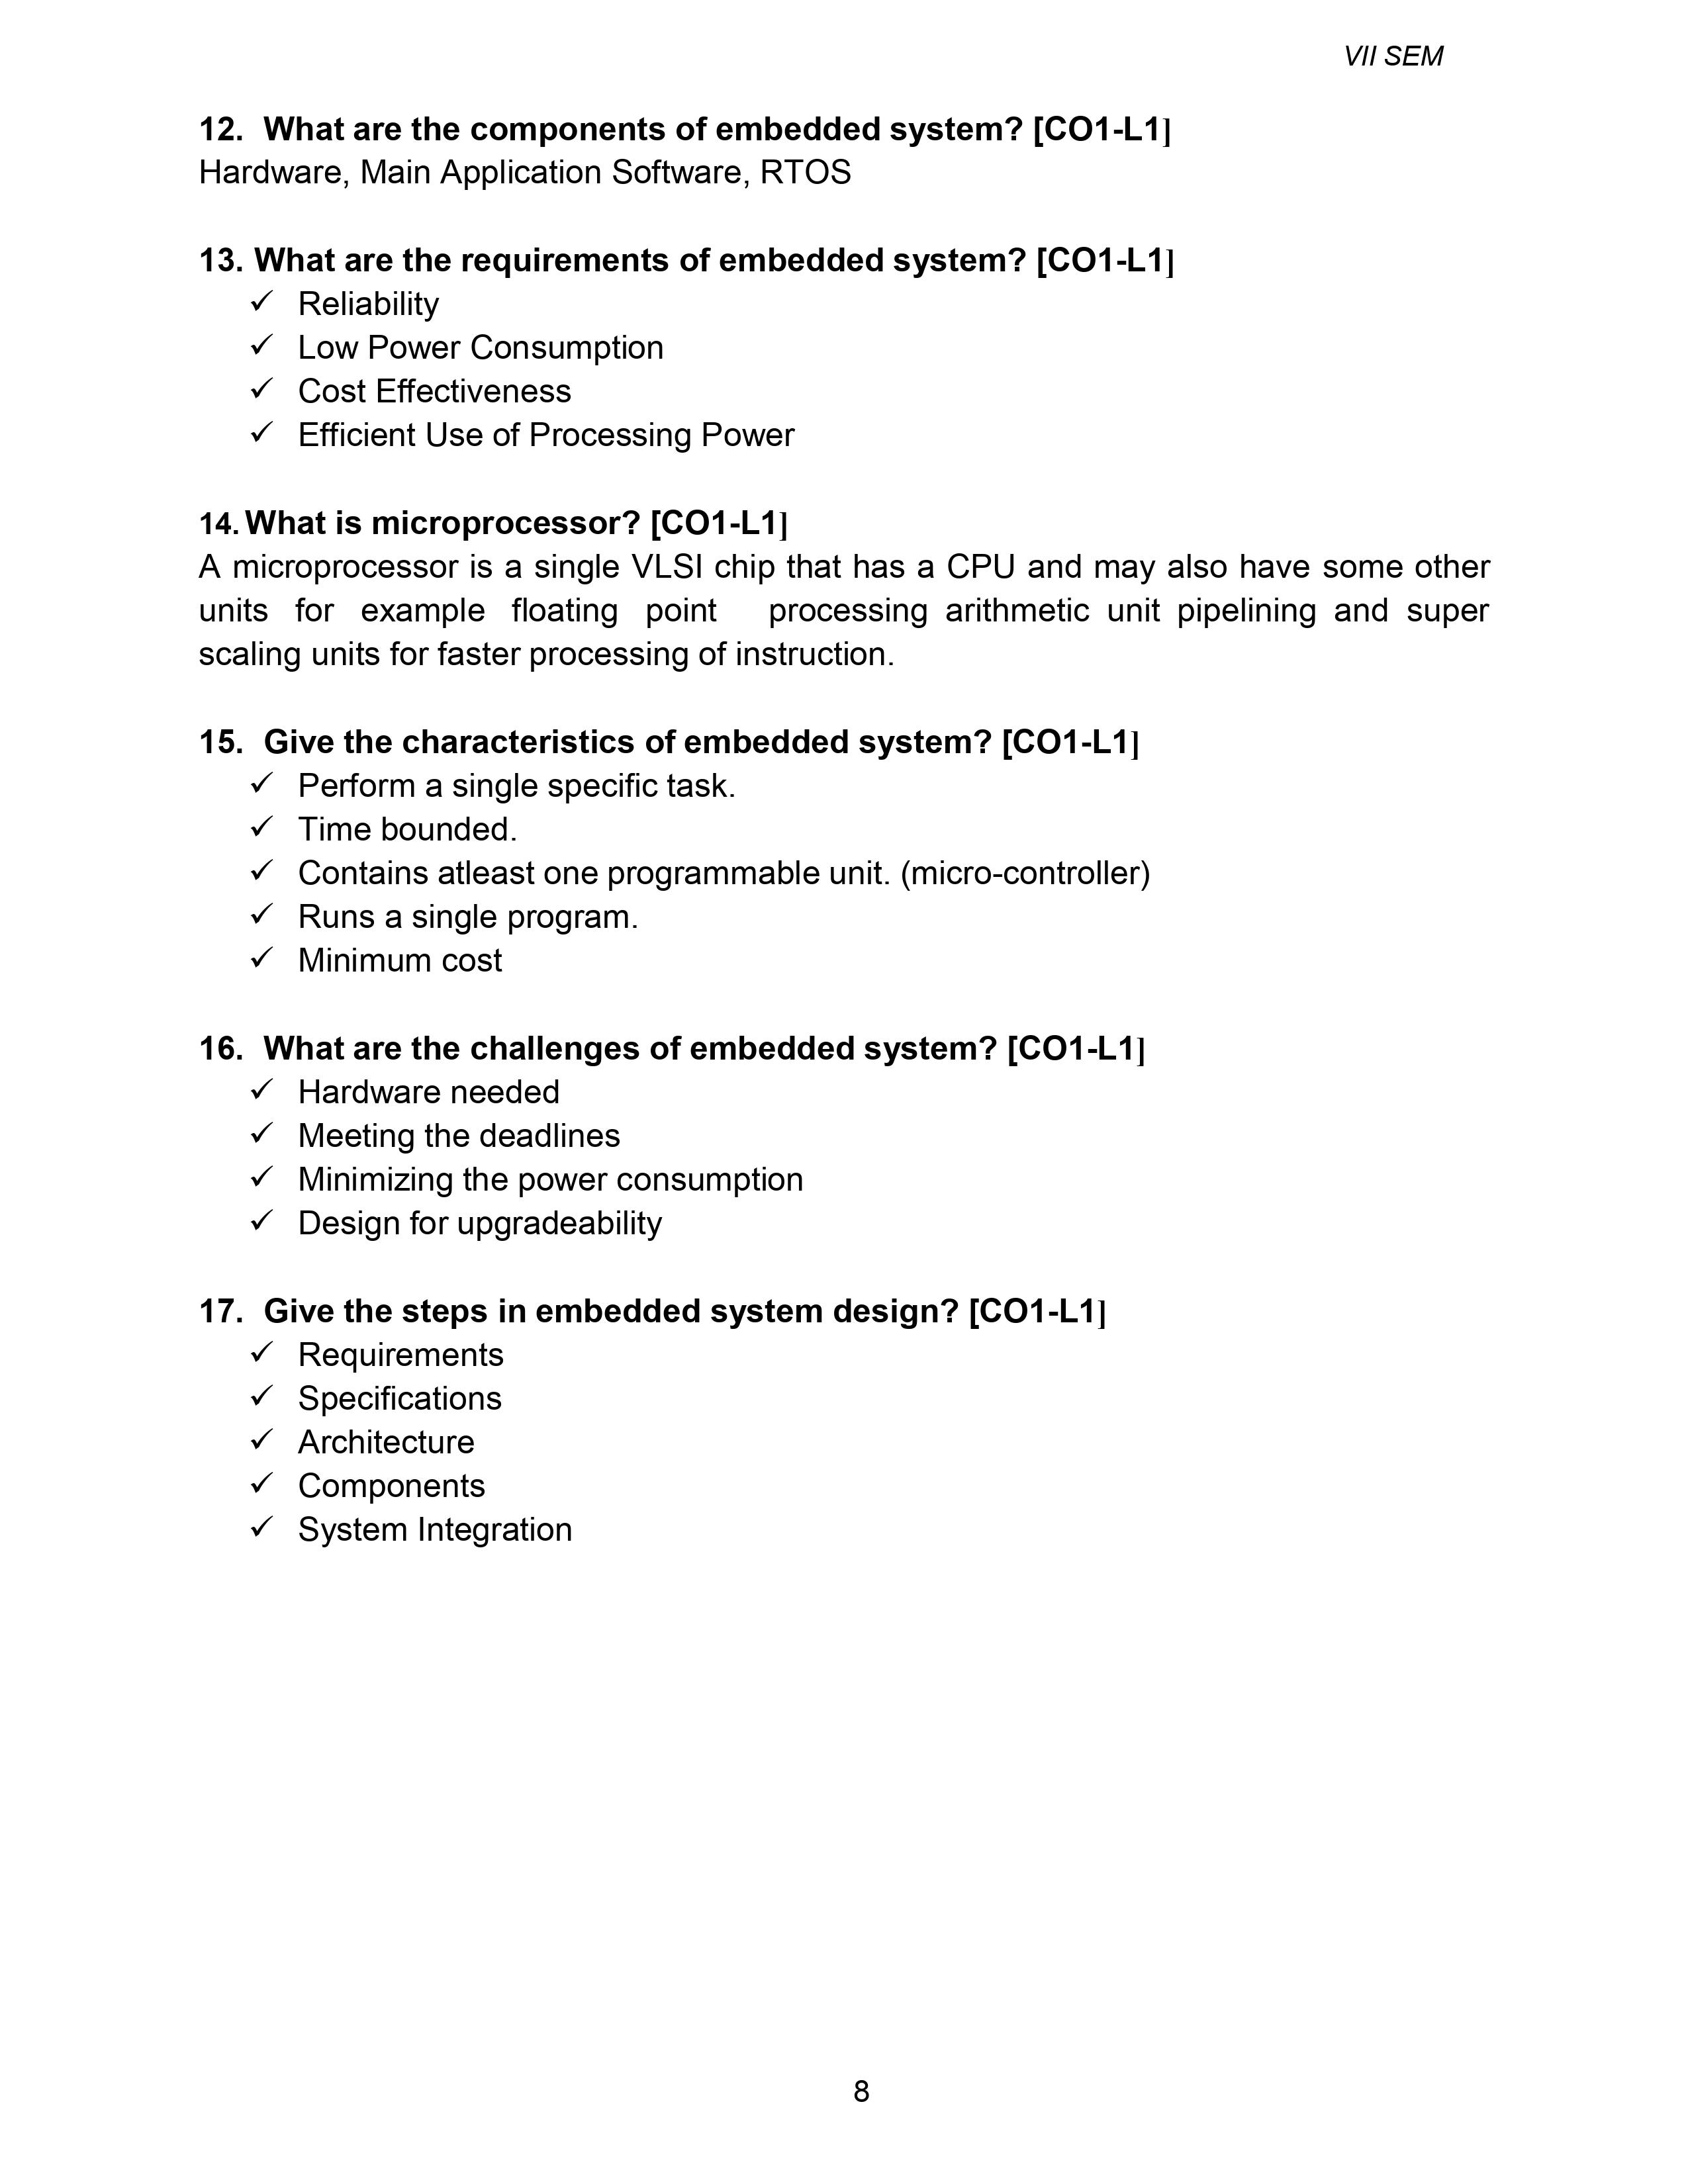 VII SEM
12. What are the components of embedded system? [CO1-L1]
Hardware, Main Application Software, RTOS
13. What are the requirements of embedded system? [CO1-L1]
✓ Reliability
✓ Low Power Consumption
✓ Cost Effectiveness
✓ Efficient Use of Processing Power
14. What is microprocessor? [CO1-L1]
A microprocessor is a single VLSI chip that has a CPU and may also have some other
units for example floating point processing arithmetic unit pipelining and super
scaling units for faster processing of instruction.
15. Give the characteristics of embedded system? [CO1-L1]
✓ Perform a single specific task.
✓ Time bounded.
✓ Contains atleast one programmable unit. (micro-controller)
✓ Runs a single program.
✓ Minimum cost
16. What are the challenges of embedded system? [CO1-L1]
✓ Hardware needed
✓ Meeting the deadlines
✓ Minimizing the power consumption
✓ Design for upgradeability
17. Give the steps in embedded system design? [CO1-L1]
✓ Requirements
✓ Specifications
✓ Architecture
✓ Components
✓ System Integration
8